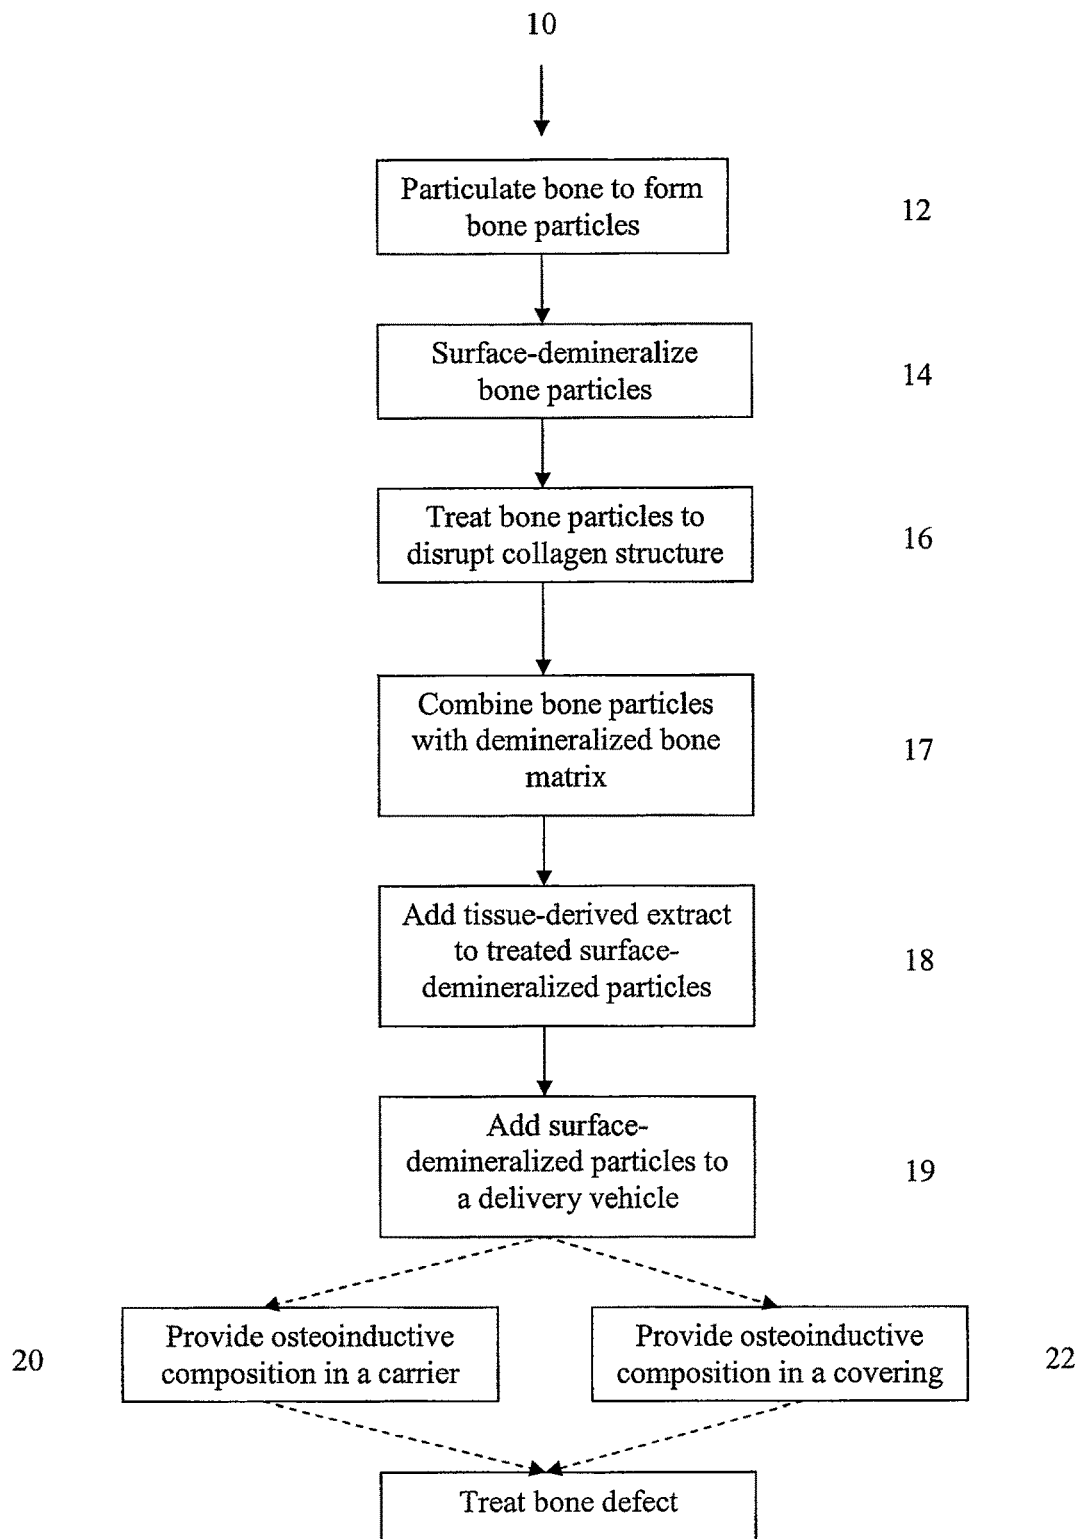 10
Particulate bone to form
bone particles
12
Surface-demineralize
bone particles
14
Treat bone particles to
disrupt collagen structure
16
Combine bone particles
with demineralized bone
matrix
17
Add tissue-derived extract
to treated surface-
demineralized particles
18
Add surface-
demineralized particles to
a delivery vehicle
19
20
Provide osteoinductive
composition in a carrier
Provide osteoinductive
composition in a covering
22
Treat bone defect